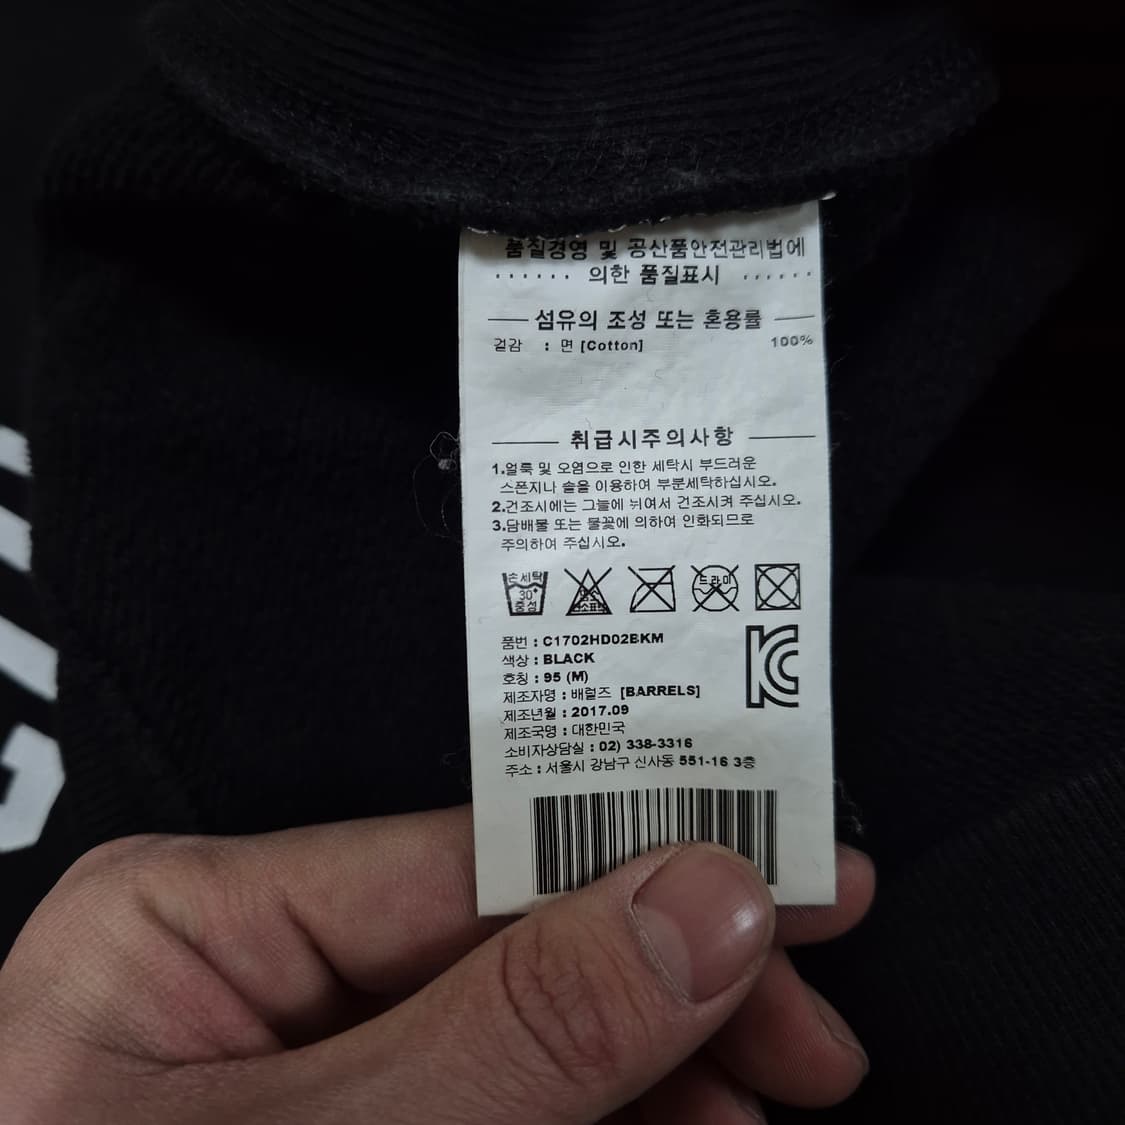 품질경영 및 공산품안전관리법에
······ 의한 품질표시 ······
섬유의 조성 또는 혼용률
겉감 : 면 [Cotton] 100%
취급시주의사항
1.얼룩 및 오염으로 인한 세탁시 부드러운
스폰지나 솔을 이용하여 부분세탁하십시오.
2.건조시에는 그늘에 뉘여서 건조시켜 주십시요.
3.담배불 또는 불꽃에 의하여 인화되므로
주의하여 주십시오.
손세탁 30° 중성 염소표백 드라이
품번 : C1702HD02BKM
색상 : BLACK
호칭 : 95 (M)
제조자명 : 배럴즈 [BARRELS]
제조년월 : 2017.09
제조국명 : 대한민국
소비자상담실 : 02) 338-3316
주소 : 서울시 강남구 신사동 551-16 3층